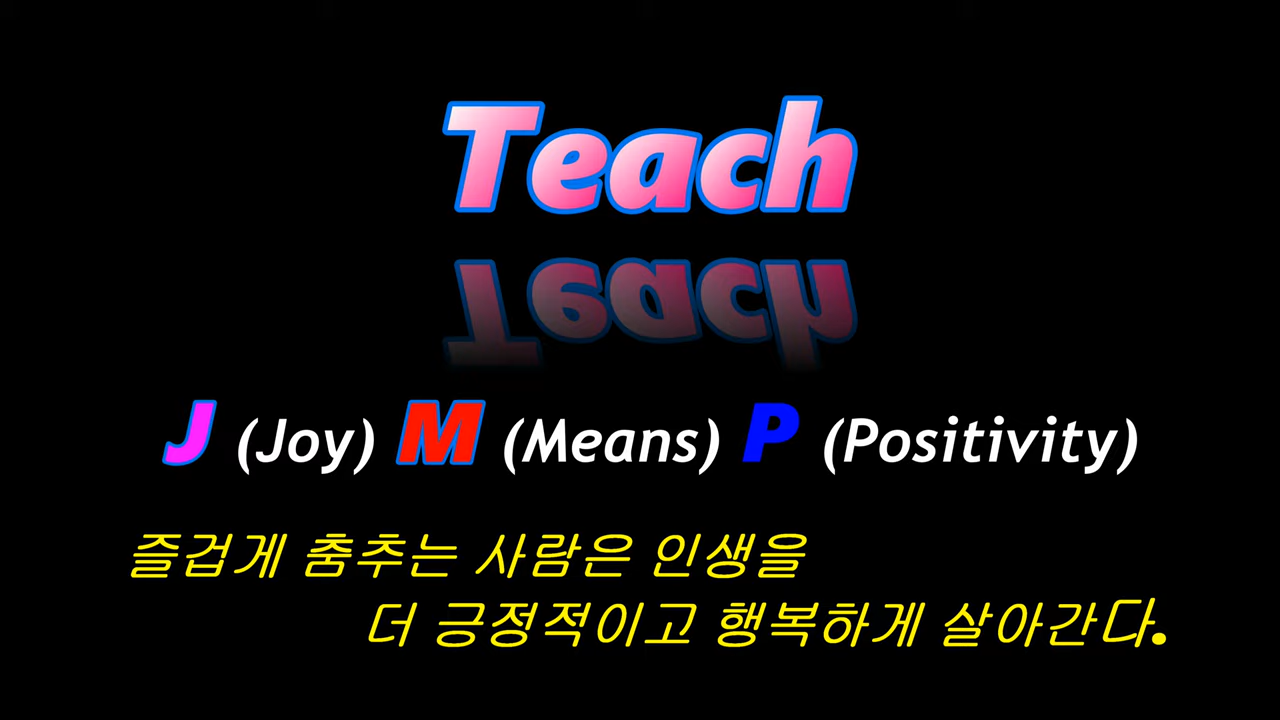 Teach
J (Joy) M (Means) P (Positivity)
즐겁게 춤추는 사람은 인생을
더 긍정적이고 행복하게 살아간다.